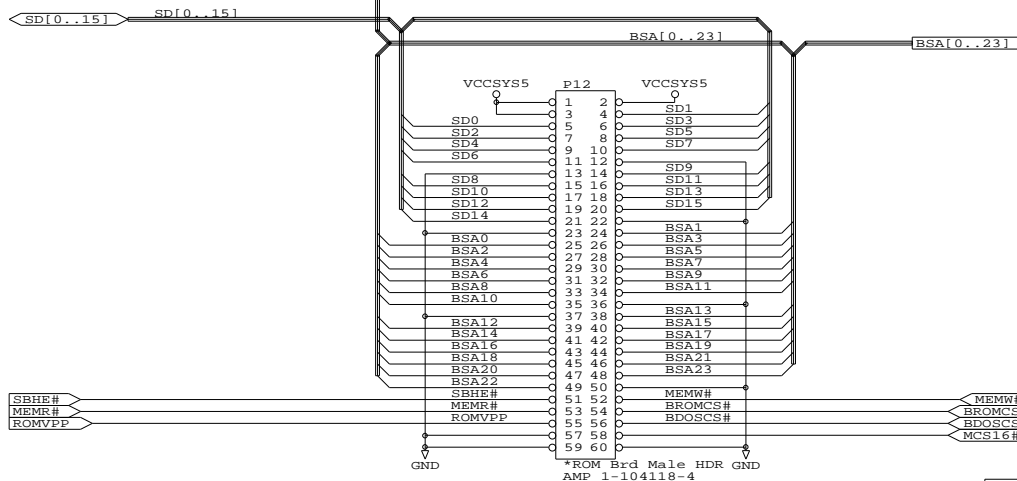 SD[0..15] SD[0..15]
BSA[0..23] BSA[0..23]
VCCSYS5 P12 VCCSYS5
1 2
3 4 SD1
SD0 5 6 SD3
SD2 7 8 SD5
SD4 9 10 SD7
SD6 11 12
13 14 SD9
SD8 15 16 SD11
SD10 17 18 SD13
SD12 19 20 SD15
SD14 21 22
23 24 BSA1
BSA0 25 26 BSA3
BSA2 27 28 BSA5
BSA4 29 30 BSA7
BSA6 31 32 BSA9
BSA8 33 34 BSA11
BSA10 35 36
37 38 BSA13
BSA12 39 40 BSA15
BSA14 41 42 BSA17
BSA16 43 44 BSA19
BSA18 45 46 BSA21
BSA20 47 48 BSA23
BSA22 49 50
SBHE# SBHE# 51 52 MEMW# MEMW#
MEMR# MEMR# 53 54 BROMCS# BROMCS
ROMVPP ROMVPP 55 56 BDOSCS# BDOSCS
57 58 MCS16#
59 60
GND *ROM Brd Male HDR GND
AMP 1-104118-4